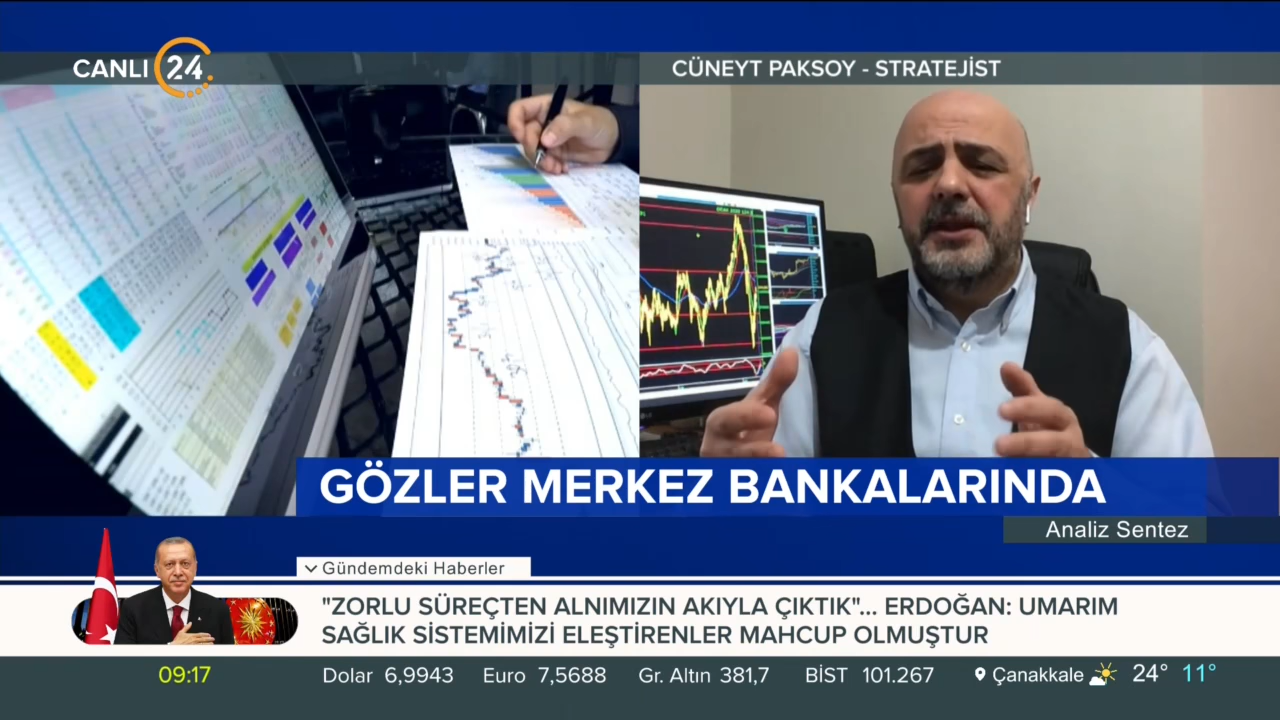 CANLI 24
CÜNEYT PAKSOY - STRATEJİST
GÖZLER MERKEZ BANKALARINDA
Analiz Sentez
Gündemdeki Haberler
"ZORLU SÜREÇTEN ALNIMIZIN AKIYLA ÇIKTIK"... ERDOĞAN: UMARIM
SAĞLIK SİSTEMİMİZİ ELEŞTİRENLER MAHCUP OLMUŞTUR
09:17 Dolar 6,9943 Euro 7,5688 Gr. Altın 381,7 BİST 101.267 Çanakkale 24° 11°